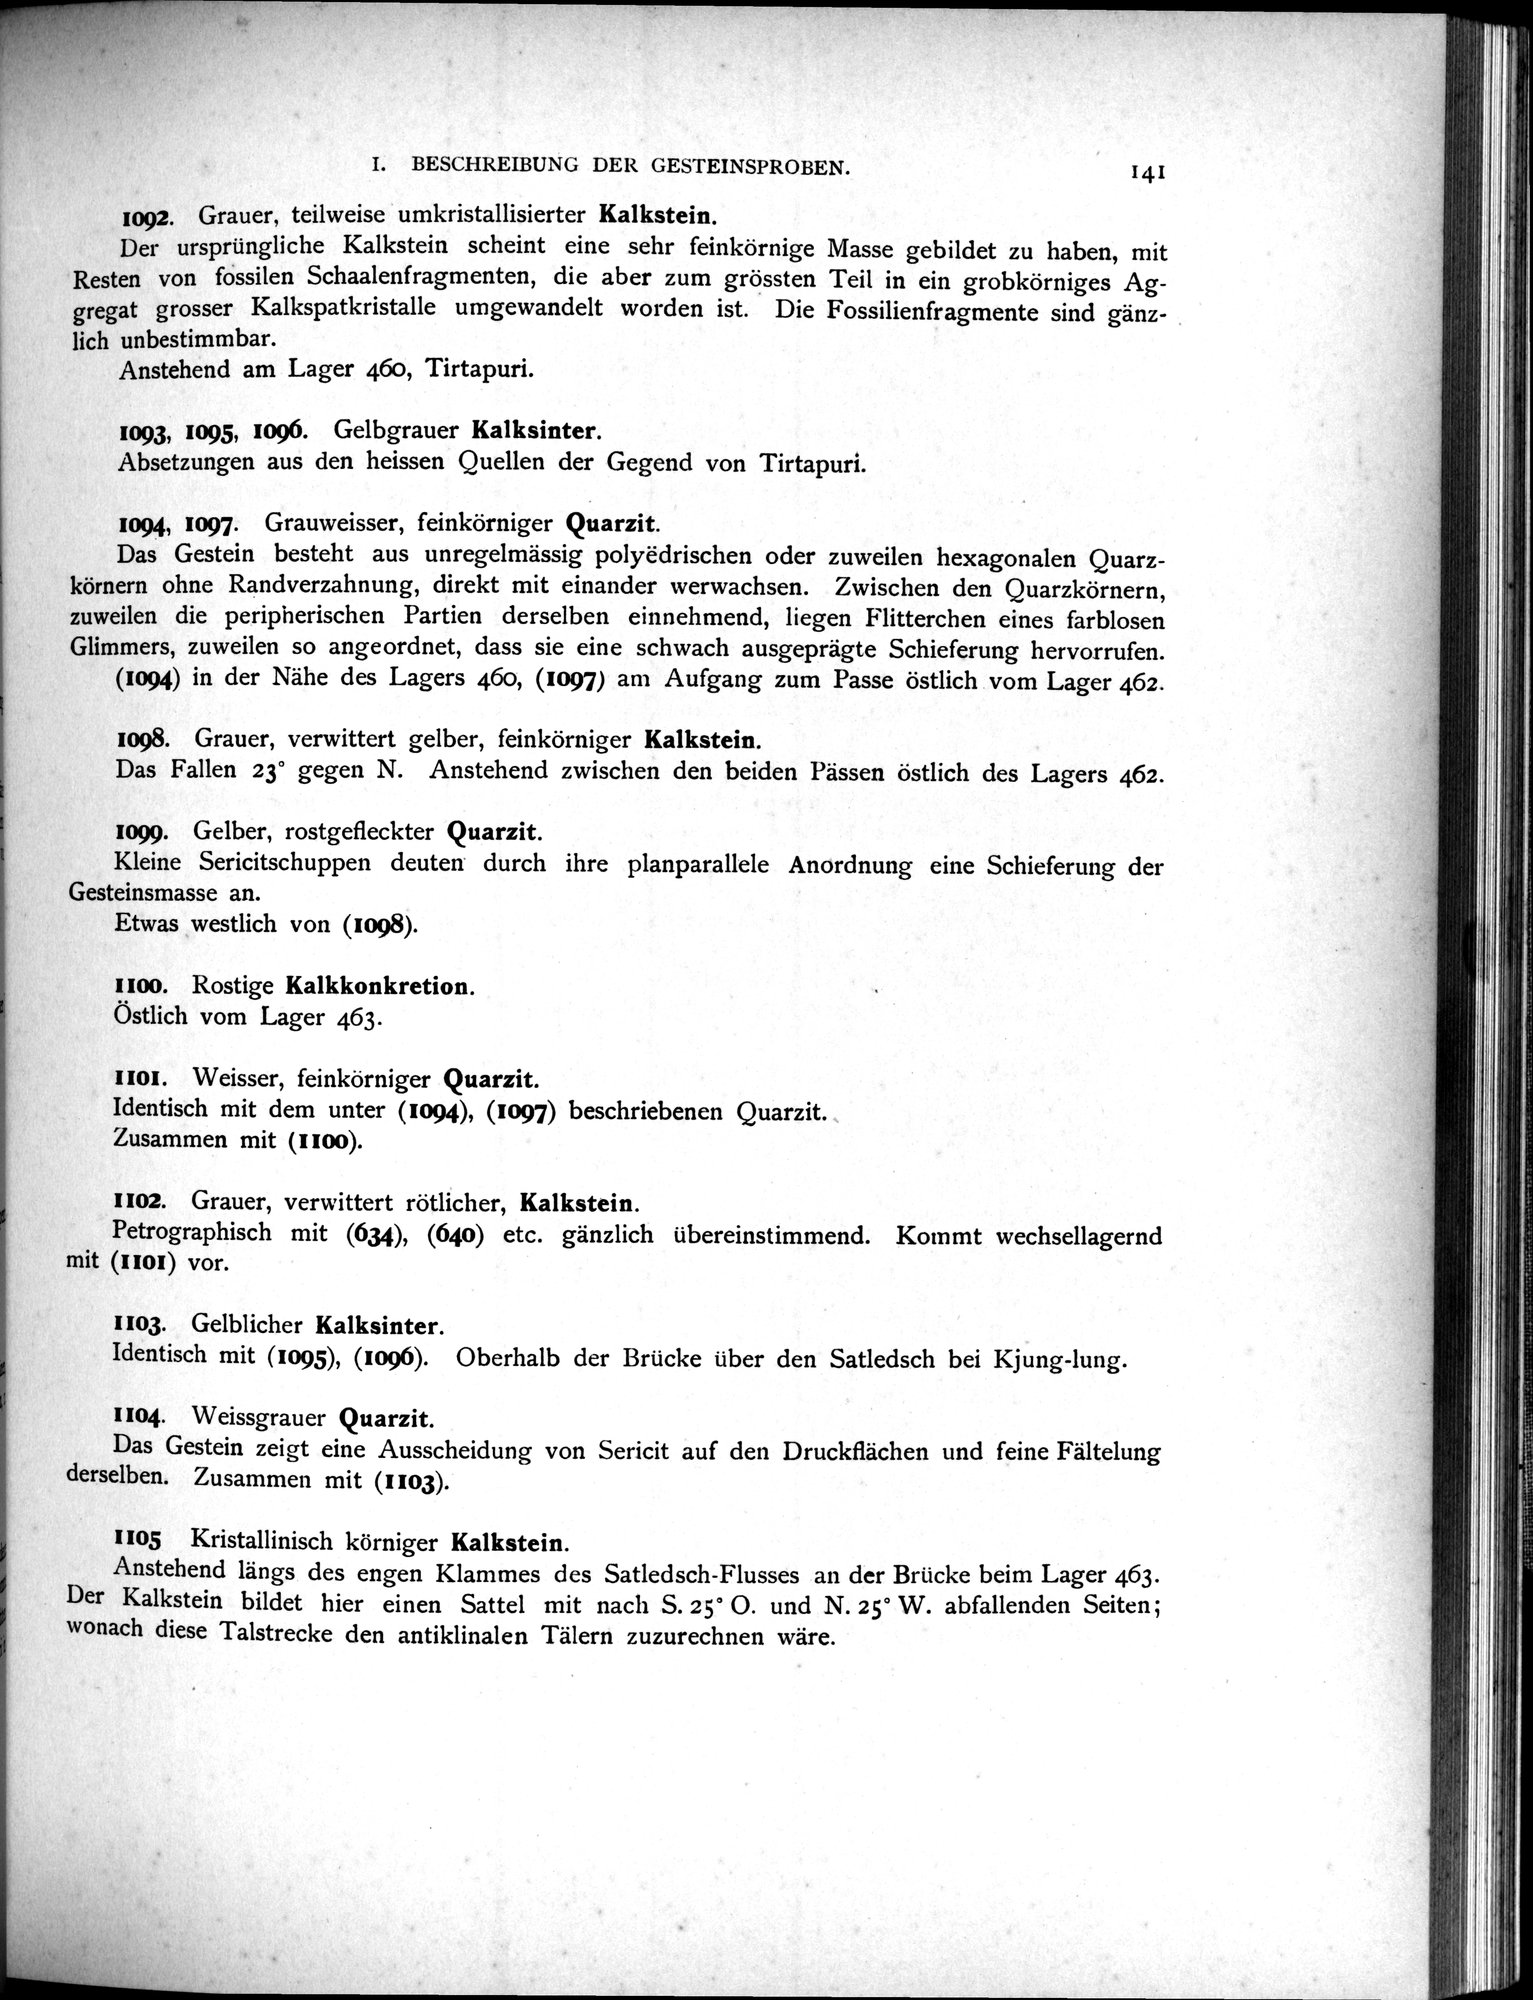 I. BESCHREIBUNG DER GESTEINSPROBEN. 141
1092. Grauer, teilweise umkristallisierter Kalkstein.
Der ursprüngliche Kalkstein scheint eine sehr feinkörnige Masse gebildet zu haben, mit
Resten von fossilen Schaalenfragmenten, die aber zum grössten Teil in ein grobkörniges Ag-
gregat grosser Kalkspatkristalle umgewandelt worden ist. Die Fossilienfragmente sind gänz-
lich unbestimmbar.
Anstehend am Lager 460, Tirtapuri.
1093, 1095, 1096. Gelbgrauer Kalksinter.
Absetzungen aus den heissen Quellen der Gegend von Tirtapuri.
1094, 1097. Grauweisser, feinkörniger Quarzit.
Das Gestein besteht aus unregelmässig polyëdrischen oder zuweilen hexagonalen Quarz-
körnern ohne Randverzahnung, direkt mit einander werwachsen. Zwischen den Quarzkörnern,
zuweilen die peripherischen Partien derselben einnehmend, liegen Flitterchen eines farblosen
Glimmers, zuweilen so angeordnet, dass sie eine schwach ausgeprägte Schieferung hervorrufen.
(1094) in der Nähe des Lagers 460, (1097) am Aufgang zum Passe östlich vom Lager 462.
1098. Grauer, verwittert gelber, feinkörniger Kalkstein.
Das Fallen 23° gegen N. Anstehend zwischen den beiden Pässen östlich des Lagers 462.
1099. Gelber, rostgefleckter Quarzit.
Kleine Sericitschuppen deuten durch ihre planparallele Anordnung eine Schieferung der
Gesteinsmasse an.
Etwas westlich von (1098).
1100. Rostige Kalkkonkretion.
Östlich vom Lager 463.
1101. Weisser, feinkörniger Quarzit.
Identisch mit dem unter (1094), (1097) beschriebenen Quarzit.
Zusammen mit (1100).
1102. Grauer, verwittert rötlicher, Kalkstein.
Petrographisch mit (634), (640) etc. gänzlich übereinstimmend. Kommt wechsellagernd
mit (1101) vor.
1103. Gelblicher Kalksinter.
Identisch mit (1095), (1096). Oberhalb der Brücke über den Satledsch bei Kjung-lung.
1104. Weissgrauer Quarzit.
Das Gestein zeigt eine Ausscheidung von Sericit auf den Druckflächen und feine Fältelung
derselben. Zusammen mit (1103).
1105 Kristallinisch körniger Kalkstein.
Anstehend längs des engen Klammes des Satledsch-Flusses an der Brücke beim Lager 463.
Der Kalkstein bildet hier einen Sattel mit nach S. 25° O. und N. 25° W. abfallenden Seiten;
wonach diese Talstrecke den antiklinalen Tälern zuzurechnen wäre.